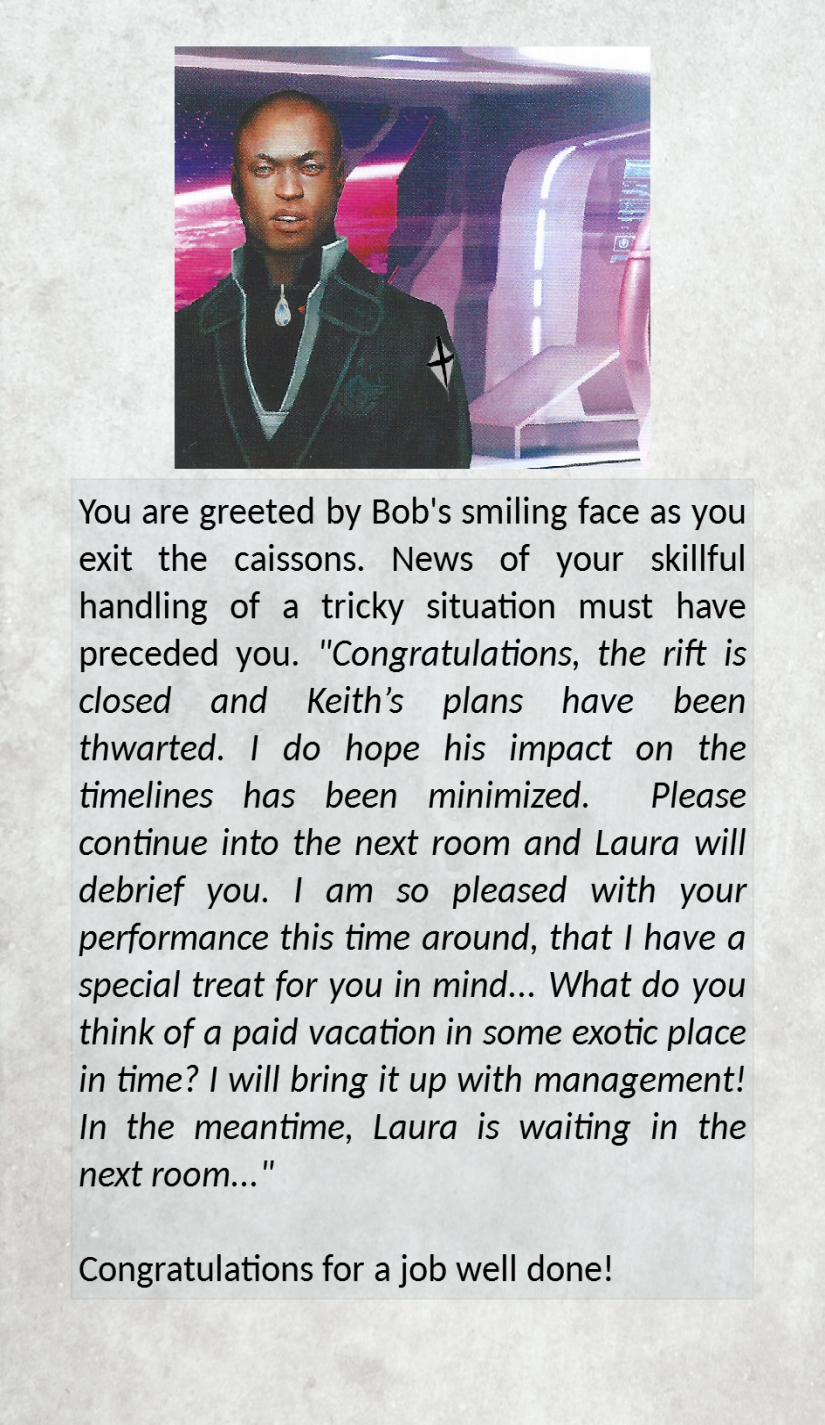 You are greeted by Bob's smiling face as you
exit the caissons. News of your skillful
handling of a tricky situation must have
preceded you. "Congratulations, the rift is
closed and Keith’s plans have been
thwarted. I do hope his impact on the
timelines has been minimized. Please
continue into the next room and Laura will
debrief you. I am so pleased with your
performance this time around, that I have a
special treat for you in mind... What do you
think of a paid vacation in some exotic place
in time? I will bring it up with management!
In the meantime, Laura is waiting in the
next room..."
Congratulations for a job well done!